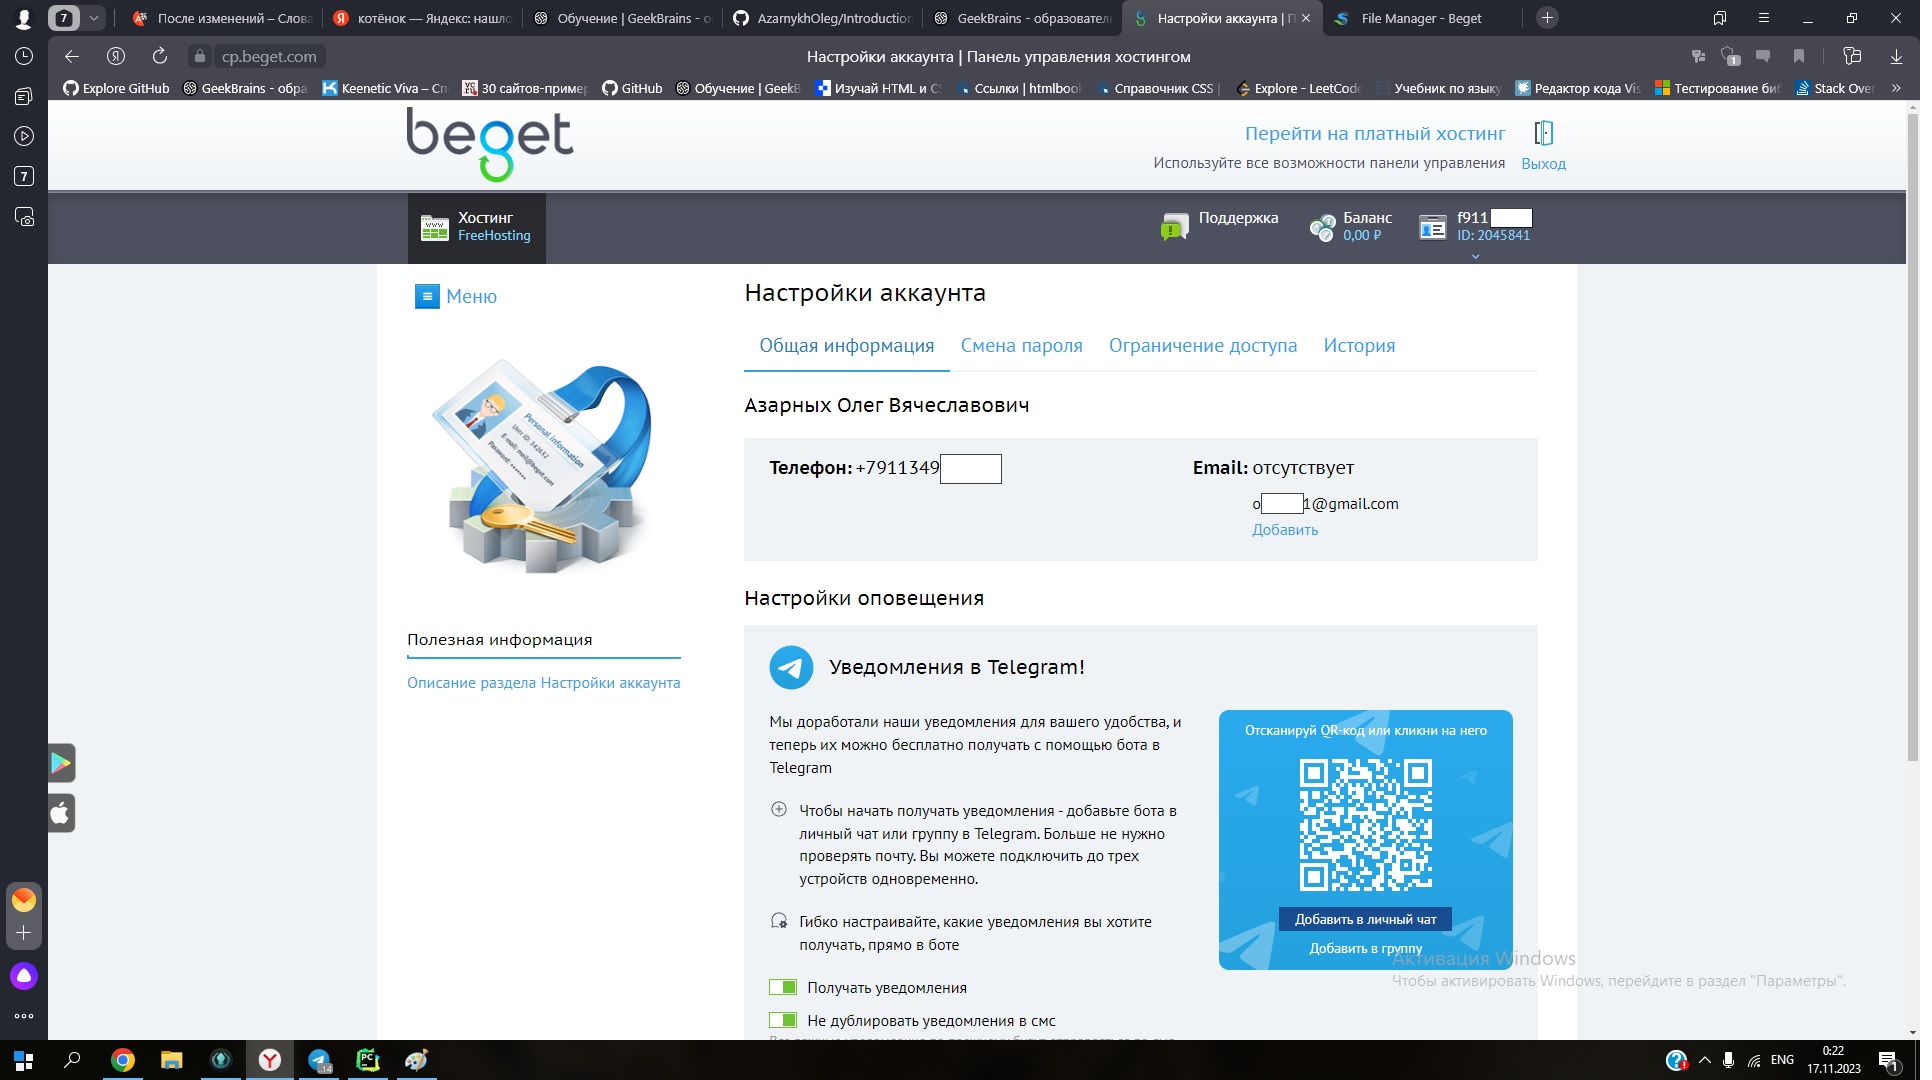 7
После изменений – Слова
котёнок — Яндекс: нашло
Обучение | GeekBrains - о
AzarnykhOleg/Introduction
GeekBrains - образователь
Настройки аккаунта | П
File Manager - Beget
cp.beget.com
Настройки аккаунта | Панель управления хостингом
1
Explore GitHub
GeekBrains - обра
Keenetic Viva – Сп
30 сайтов-пример
GitHub
Обучение | GeekB
Изучай HTML и C
Ссылки | htmlbook
Справочник CSS |
Explore - LeetCode
Учебник по языку
Редактор кода Vis
Тестирование биб
Stack Over
7
beget
Перейти на платный хостинг
Используйте все возможности панели управления
Выход
Хостинг
FreeHosting
Поддержка
Баланс
0,00 ₽
f911
ID: 2045841
Меню
Настройки аккаунта
Общая информация
Смена пароля
Ограничение доступа
История
Personal information
User ID: 342652
E-mail: mail@beget.com
Password: ••••••
Азарных Олег Вячеславович
Телефон: +7911349
Email: отсутствует
o 1@gmail.com
Добавить
Настройки оповещения
Полезная информация
Описание раздела Настройки аккаунта
Уведомления в Telegram!
Мы доработали наши уведомления для вашего удобства, и
теперь их можно бесплатно получать с помощью бота в
Telegram
Чтобы начать получать уведомления - добавьте бота в
личный чат или группу в Telegram. Больше не нужно
проверять почту. Вы можете подключить до трех
устройств одновременно.
Гибко настраивайте, какие уведомления вы хотите
получать, прямо в боте
Отсканируй QR-код или кликни на него
Добавить в личный чат
Добавить в группу
Получать уведомления
Не дублировать уведомления в смс
Активация Windows
Чтобы активировать Windows, перейдите в раздел "Параметры".
14
ENG
0:22
17.11.2023
1